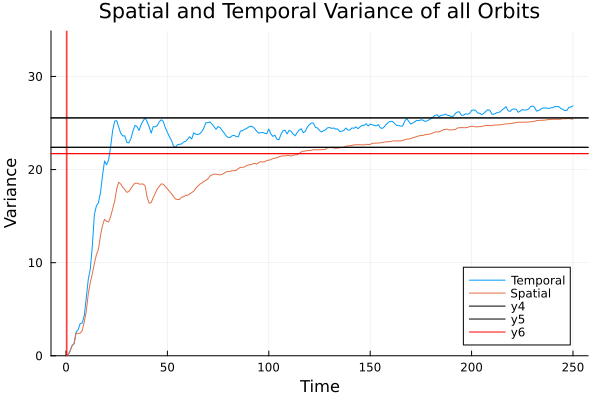 Spatial and Temporal Variance of all Orbits
Variance
30
20
10
0
0 50 100 150 200 250
Time
Temporal
Spatial
y4
y5
y6